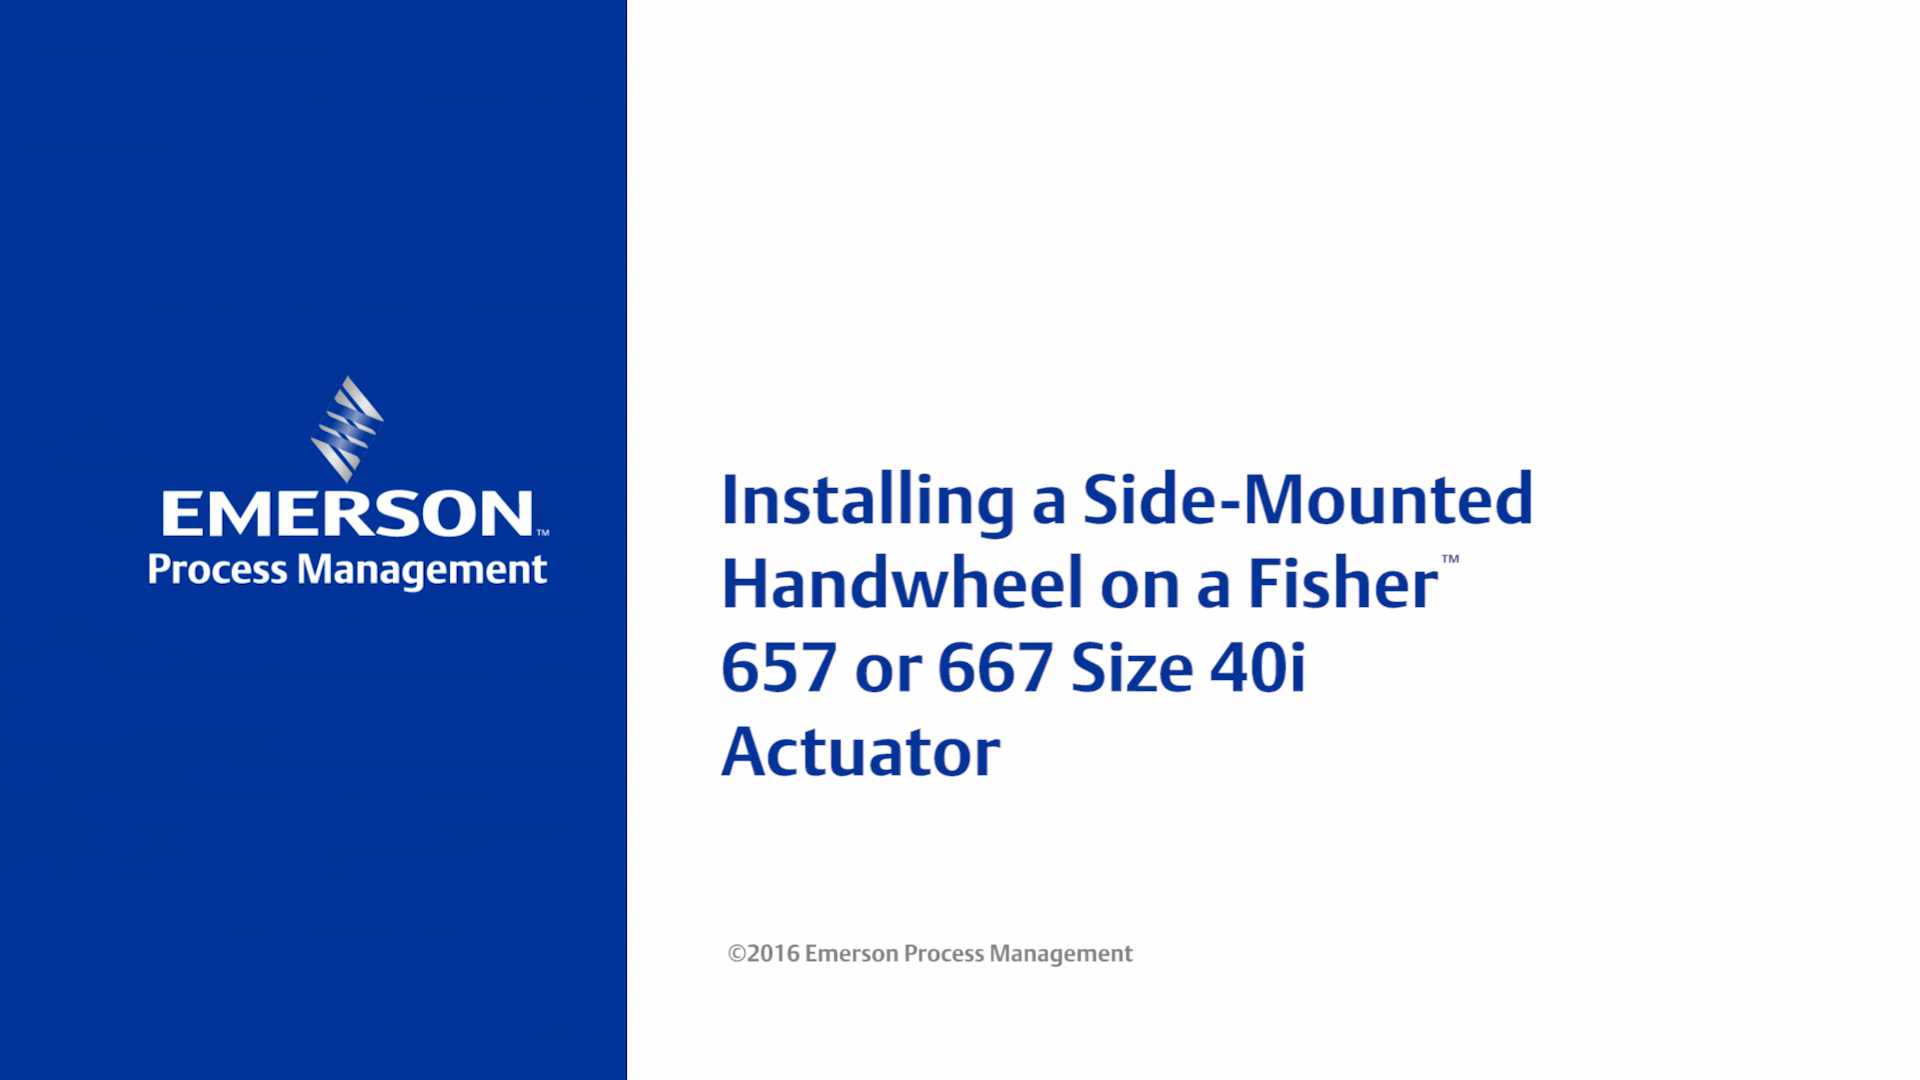 EMERSON™
Process Management
Installing a Side-Mounted
Handwheel on a Fisher™
657 or 667 Size 40i
Actuator
©2016 Emerson Process Management